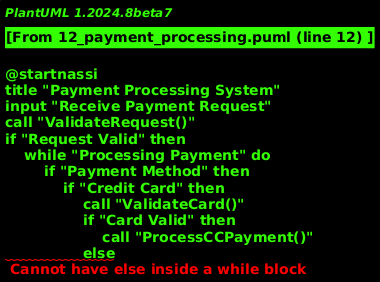 PlantUML 1.2024.8beta7
[From 12_payment_processing.puml (line 12) ]
@startnassi
title "Payment Processing System"
input "Receive Payment Request"
call "ValidateRequest()"
if "Request Valid" then
    while "Processing Payment" do
        if "Payment Method" then
            if "Credit Card" then
                call "ValidateCard()"
                if "Card Valid" then
                    call "ProcessCCPayment()"
                else
Cannot have else inside a while block